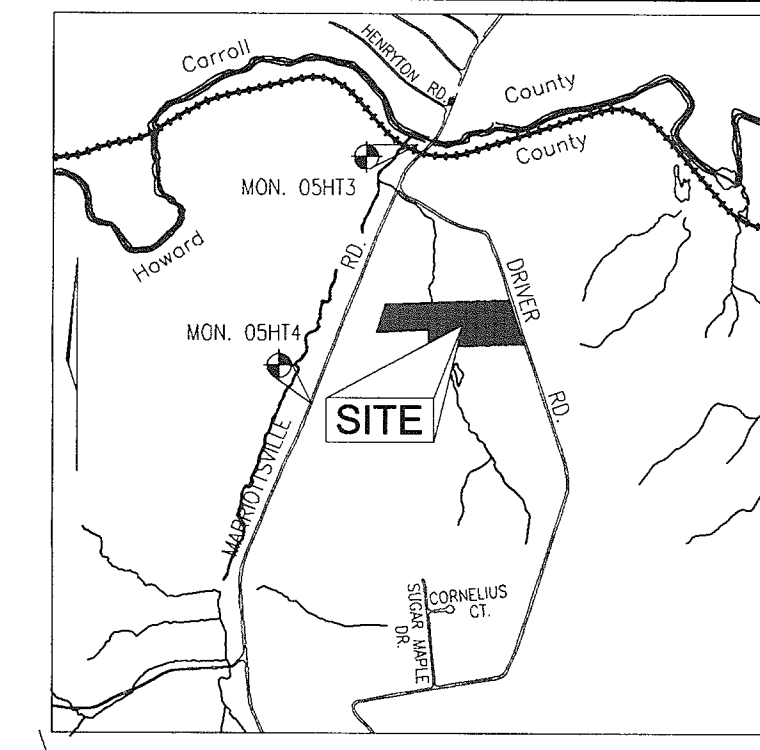 HENRYTON RD.
Carroll
County
County
MON. 05HT3
Howard
RD.
DRIVER
MON. 05HT4
RD.
SITE
MARRIOTTSVILLE
CORNELIUS
CT.
SUGAR MAPLE
DR.